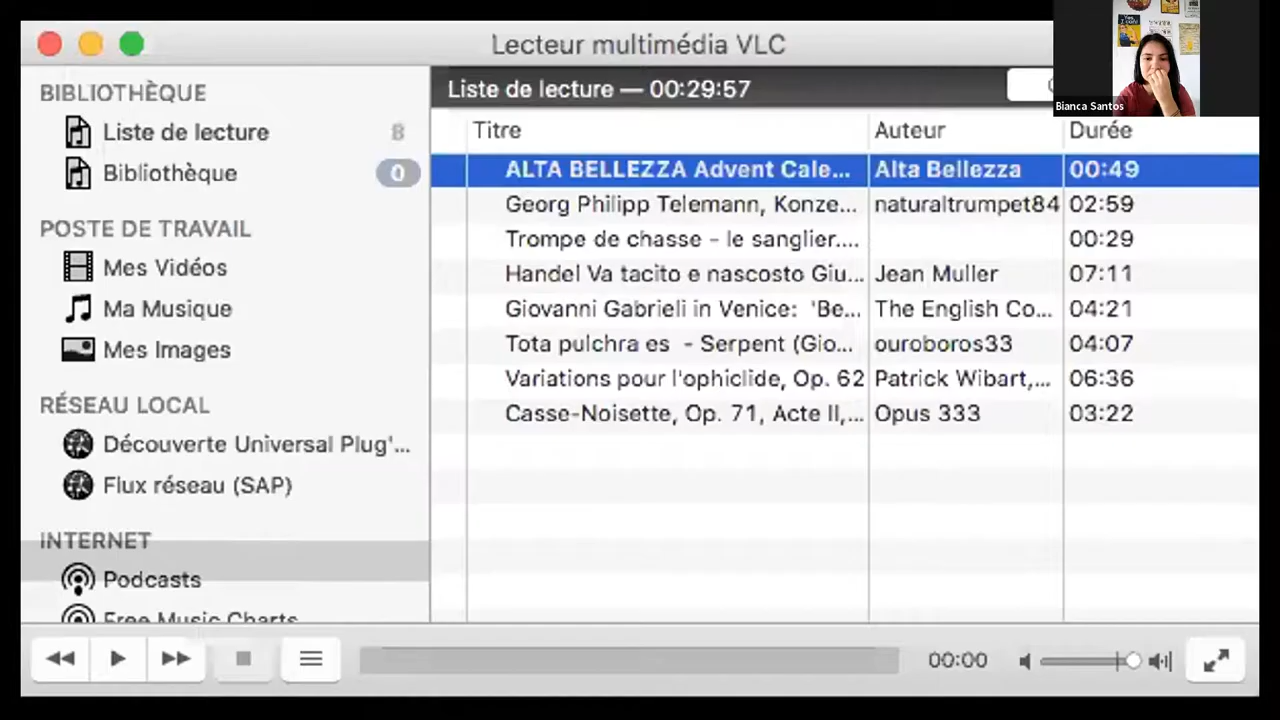 Lecteur multimédia VLC
Bianca Santos
BIBLIOTHÈQUE
Liste de lecture 8
Bibliothèque 0
POSTE DE TRAVAIL
Mes Vidéos
Ma Musique
Mes Images
RÉSEAU LOCAL
Découverte Universal Plug'...
Flux réseau (SAP)
INTERNET
Podcasts
Free Music Charts
Liste de lecture — 00:29:57
Titre Auteur Durée
ALTA BELLEZZA Advent Cale... Alta Bellezza 00:49
Georg Philipp Telemann, Konze... naturaltrumpet84 02:59
Trompe de chasse - le sanglier.... 00:29
Handel Va tacito e nascosto Giu... Jean Muller 07:11
Giovanni Gabrieli in Venice: 'Be... The English Co... 04:21
Tota pulchra es - Serpent (Gio... ouroboros33 04:07
Variations pour l'ophiclide, Op. 62 Patrick Wibart,... 06:36
Casse-Noisette, Op. 71, Acte II,... Opus 333 03:22
00:00